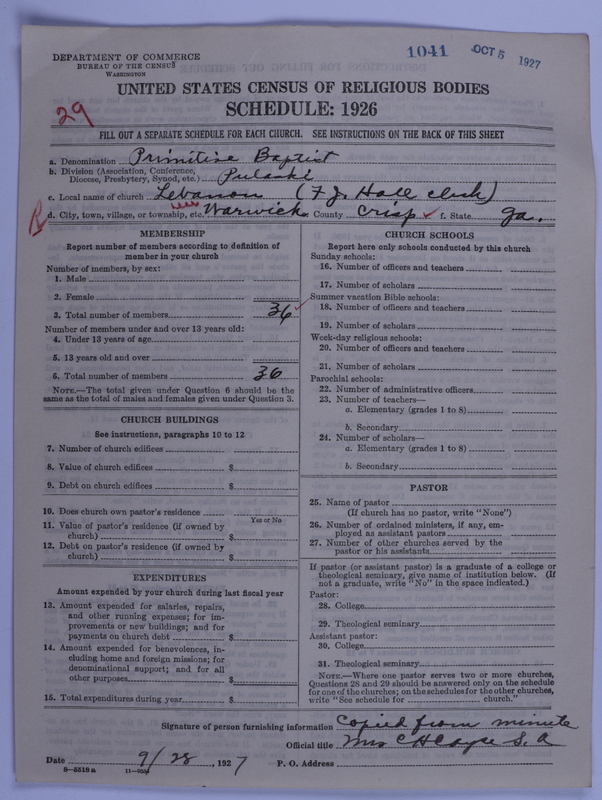 1041 OCT 5 1927
DEPARTMENT OF COMMERCE
BUREAU OF THE CENSUS
WASHINGTON
UNITED STATES CENSUS OF RELIGIOUS BODIES
SCHEDULE: 1926
29
FILL OUT A SEPARATE SCHEDULE FOR EACH CHURCH. SEE INSTRUCTIONS ON THE BACK OF THIS SHEET
a. Denomination Primitive Baptist
b. Division (Association, Conference,
Diocese, Presbytery, Synod, etc.) Pulaski
c. Local name of church Lebanon (F J. Hall clerk)
d. City, town, village, or township, etc. Warwick e. County Crisp f. State Ga.
MEMBERSHIP
Report number of members according to definition of
member in your church
Number of members, by sex:
1. Male
2. Female
3. Total number of members 36
Number of members under and over 13 years old:
4. Under 13 years of age
5. 13 years old and over
6. Total number of members 36
NOTE.—The total given under Question 6 should be the
same as the total of males and females given under Question 3.
CHURCH BUILDINGS
See instructions, paragraphs 10 to 12
7. Number of church edifices
8. Value of church edifices $
9. Debt on church edifices $
10. Does church own pastor's residence
Yes or No
11. Value of pastor's residence (if owned by
church) $
12. Debt on pastor's residence (if owned by
church) $
EXPENDITURES
Amount expended by your church during last fiscal year
13. Amount expended for salaries, repairs,
and other running expenses; for im-
provements or new buildings; and for
payments on church debt $
14. Amount expended for benevolences, in-
cluding home and foreign missions; for
denominational support; and for all
other purposes $
15. Total expenditures during year $
CHURCH SCHOOLS
Report here only schools conducted by this church
Sunday schools:
16. Number of officers and teachers
17. Number of scholars
Summer vacation Bible schools:
18. Number of officers and teachers
19. Number of scholars
Week-day religious schools:
20. Number of officers and teachers
21. Number of scholars
Parochial schools:
22. Number of administrative officers
23. Number of teachers—
a. Elementary (grades 1 to 8)
b. Secondary
24. Number of scholars—
a. Elementary (grades 1 to 8)
b. Secondary
PASTOR
25. Name of pastor
(If church has no pastor, write "None")
26. Number of ordained ministers, if any, em-
ployed as assistant pastors
27. Number of other churches served by the
pastor or his assistants
If pastor (or assistant pastor) is a graduate of a college or
theological seminary, give name of institution below. (If
not a graduate, write "No" in the space indicated.)
Pastor:
28. College
29. Theological seminary
Assistant pastor:
30. College
31. Theological seminary
NOTE.—Where one pastor serves two or more churches,
Questions 28 and 29 should be answered only on the schedule
for one of the churches; on the schedules for the other churches,
write "See schedule for church."
Signature of person furnishing information Copied from minute
Official title Mrs C H Cope S. A
Date 9/28, 1927 P. O. Address
8—5518 a